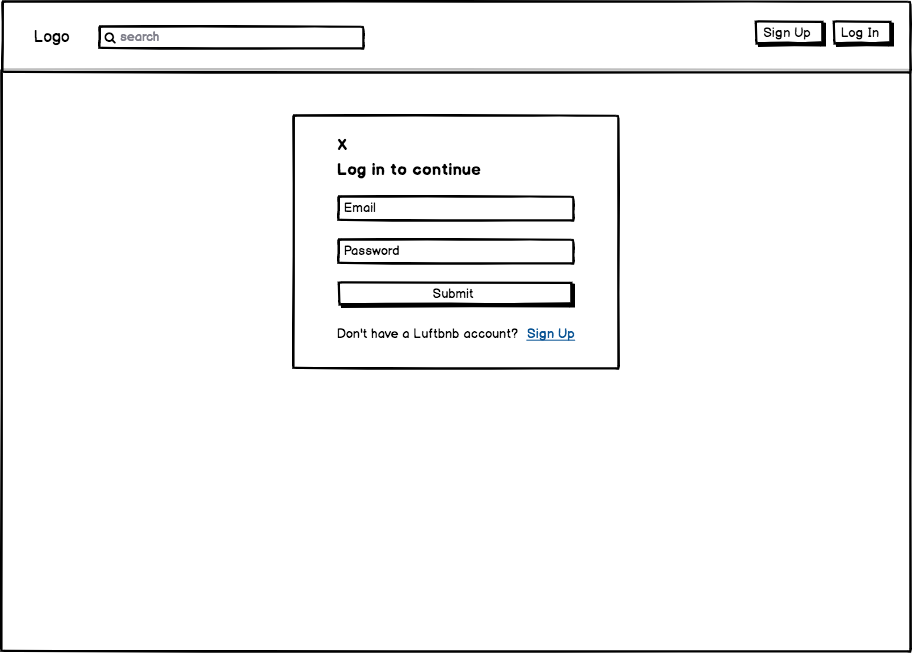 Logo
search
Sign Up
Log In
X
Log in to continue
Email
Password
Submit
Don't have a Luftbnb account? Sign Up